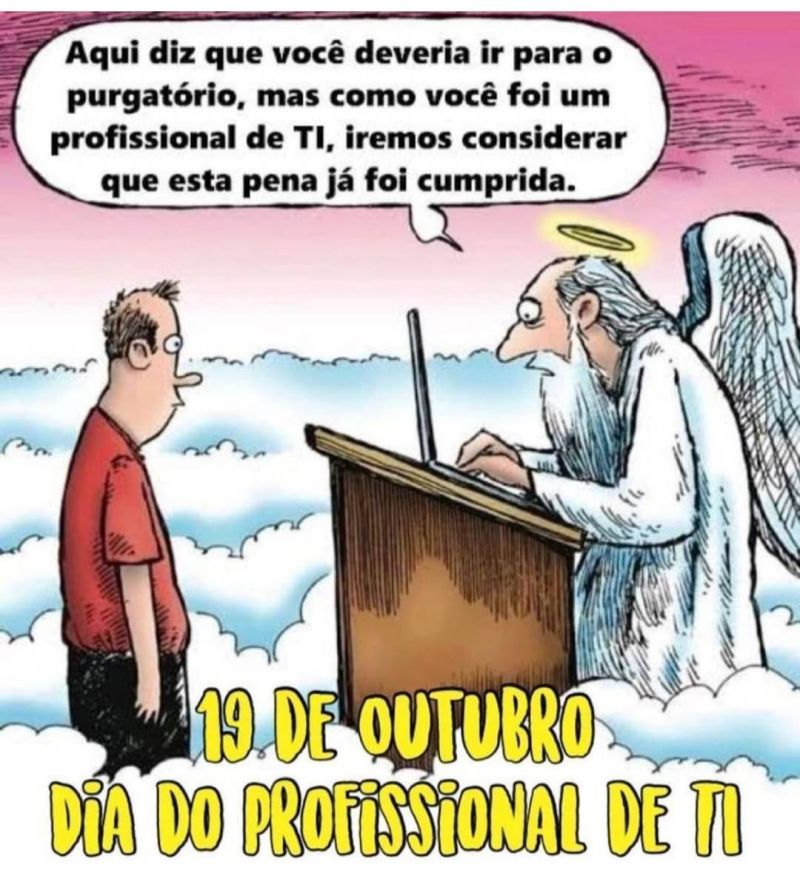 Aqui diz que você deveria ir para o
purgatório, mas como você foi um
profissional de TI, iremos considerar
que esta pena já foi cumprida.
19 DE OUTUBRO
DIA DO PROFISSIONAL DE TI